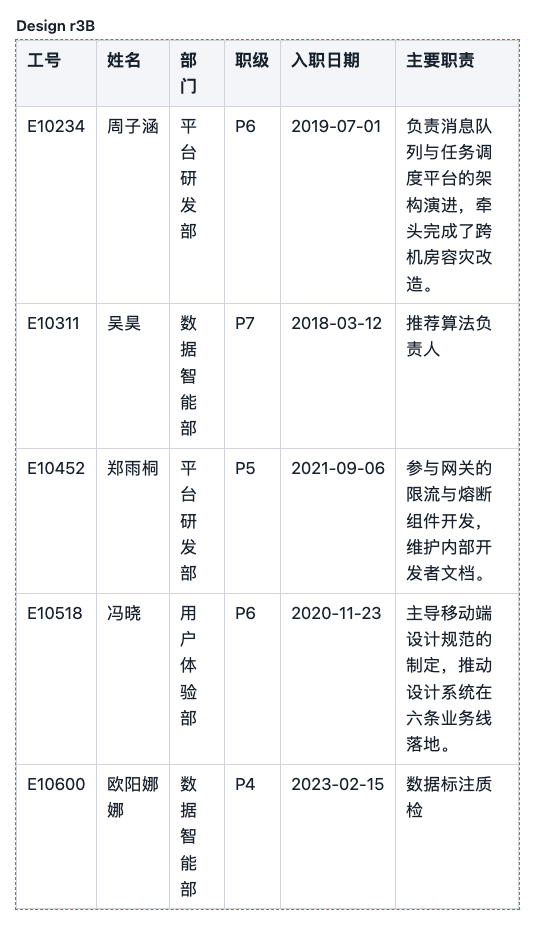 Design r3B
工号 姓名 部门 职级 入职日期 主要职责
E10234 周子涵 平台研发部 P6 2019-07-01 负责消息队列与任务调度平台的架构演进，牵头完成了跨机房容灾改造。
E10311 吴昊 数据智能部 P7 2018-03-12 推荐算法负责人
E10452 郑雨桐 平台研发部 P5 2021-09-06 参与网关的限流与熔断组件开发，维护内部开发者文档。
E10518 冯晓 用户体验部 P6 2020-11-23 主导移动端设计规范的制定，推动设计系统在六条业务线落地。
E10600 欧阳娜娜 数据智能部 P4 2023-02-15 数据标注质检